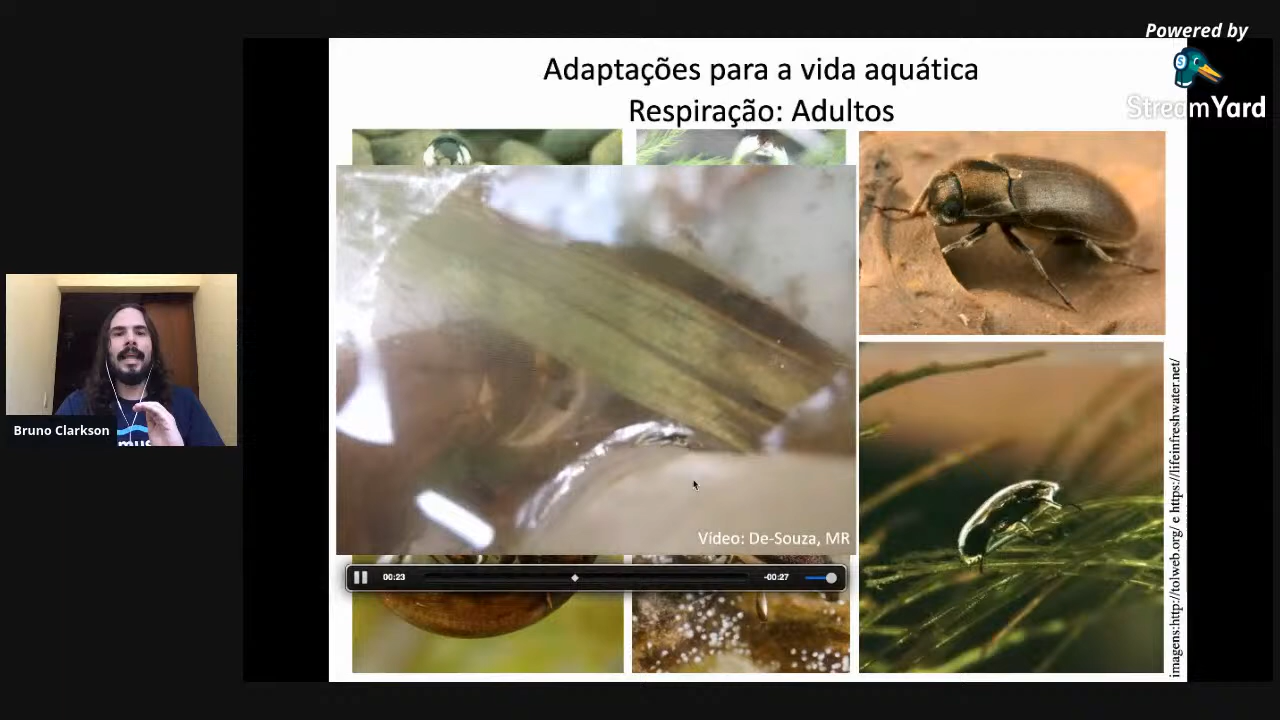 Powered by
StreamYard
Adaptações para a vida aquática
Respiração: Adultos
Bruno Clarkson
mus
Vídeo: De-Souza, MR
00:23
-00:27
imagens:http://tolweb.org/ e https://lifeinfreshwater.net/